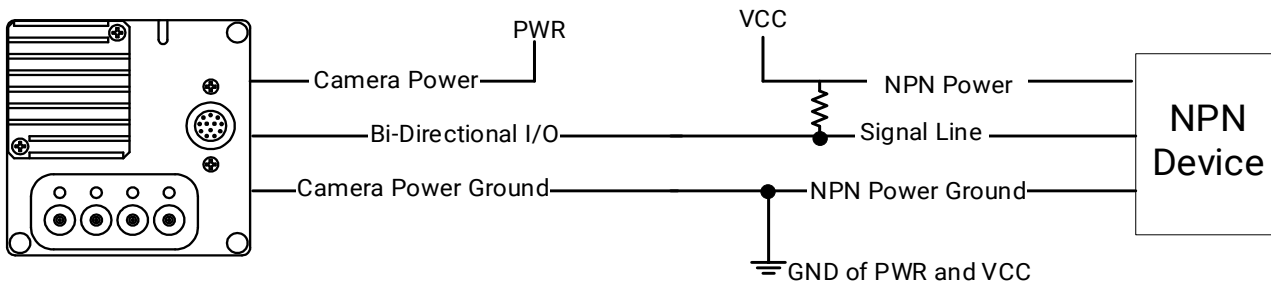 PWR
VCC
Camera Power
NPN Power
Bi-Directional I/O
Signal Line
NPN
Device
Camera Power Ground
NPN Power Ground
GND of PWR and VCC